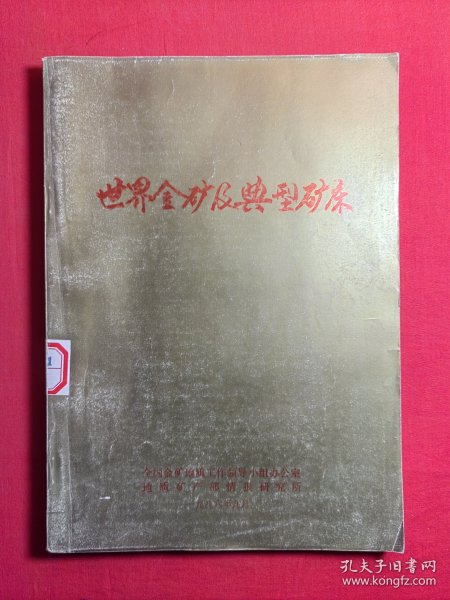 世界金矿及典型矿床
全国金矿地质工作领导小组办公室
地质矿产部情报研究所
1
孔夫子旧书网
www.kongfz.com